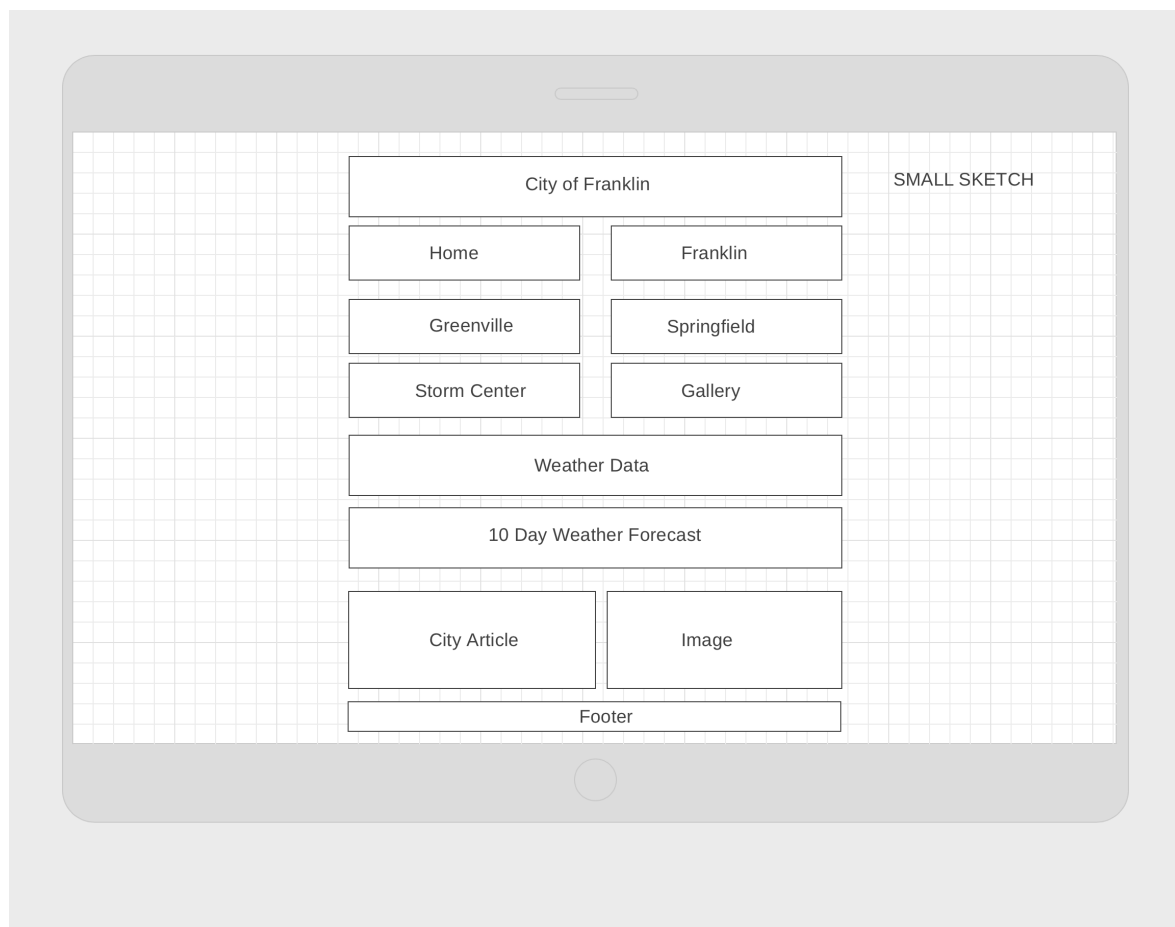 City of Franklin
SMALL SKETCH
Home
Franklin
Greenville
Springfield
Storm Center
Gallery
Weather Data
10 Day Weather Forecast
City Article
Image
Footer